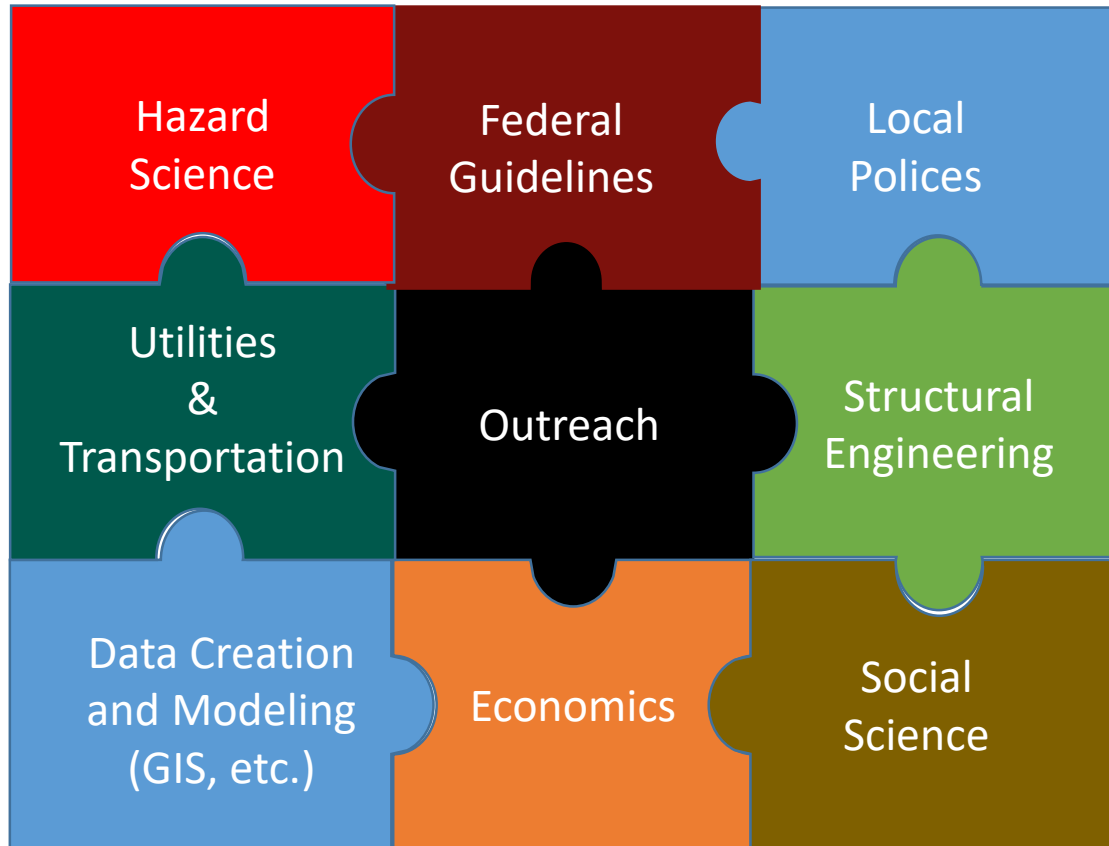 Hazard
Science
Federal
Guidelines
Local
Polices
Utilities
&
Transportation
Outreach
Structural
Engineering
Data Creation
and Modeling
(GIS, etc.)
Economics
Social
Science